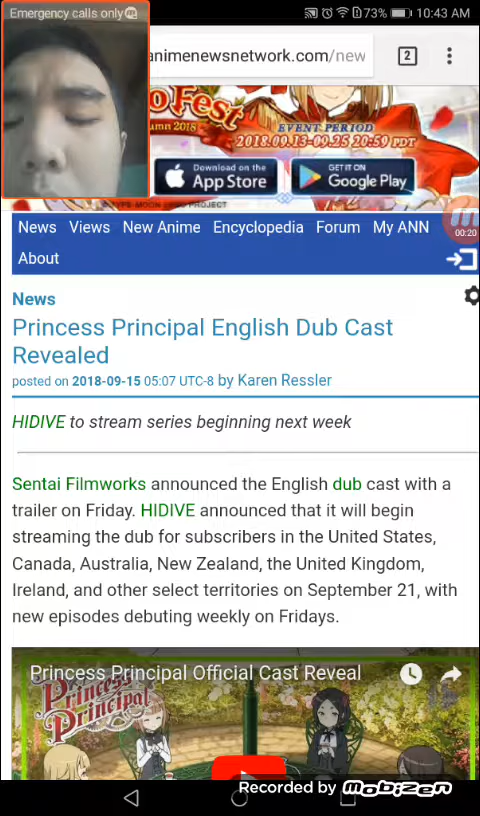 Emergency calls only
73% 10:43 AM
animenewsnetwork.com/new
2
oFest
umn 2018
EVENT PERIOD
2018.09.13-09.25 20:59 PDT
Download on the
App Store
GET IT ON
Google Play
PROJECT
00:20
News Views New Anime Encyclopedia Forum My ANN
About
News
Princess Principal English Dub Cast
Revealed
posted on 2018-09-15 05:07 UTC-8 by Karen Ressler
HIDIVE to stream series beginning next week
Sentai Filmworks announced the English dub cast with a
trailer on Friday. HIDIVE announced that it will begin
streaming the dub for subscribers in the United States,
Canada, Australia, New Zealand, the United Kingdom,
Ireland, and other select territories on September 21, with
new episodes debuting weekly on Fridays.
Princess Principal Official Cast Reveal
Princess
Principal
Recorded by Mobizen